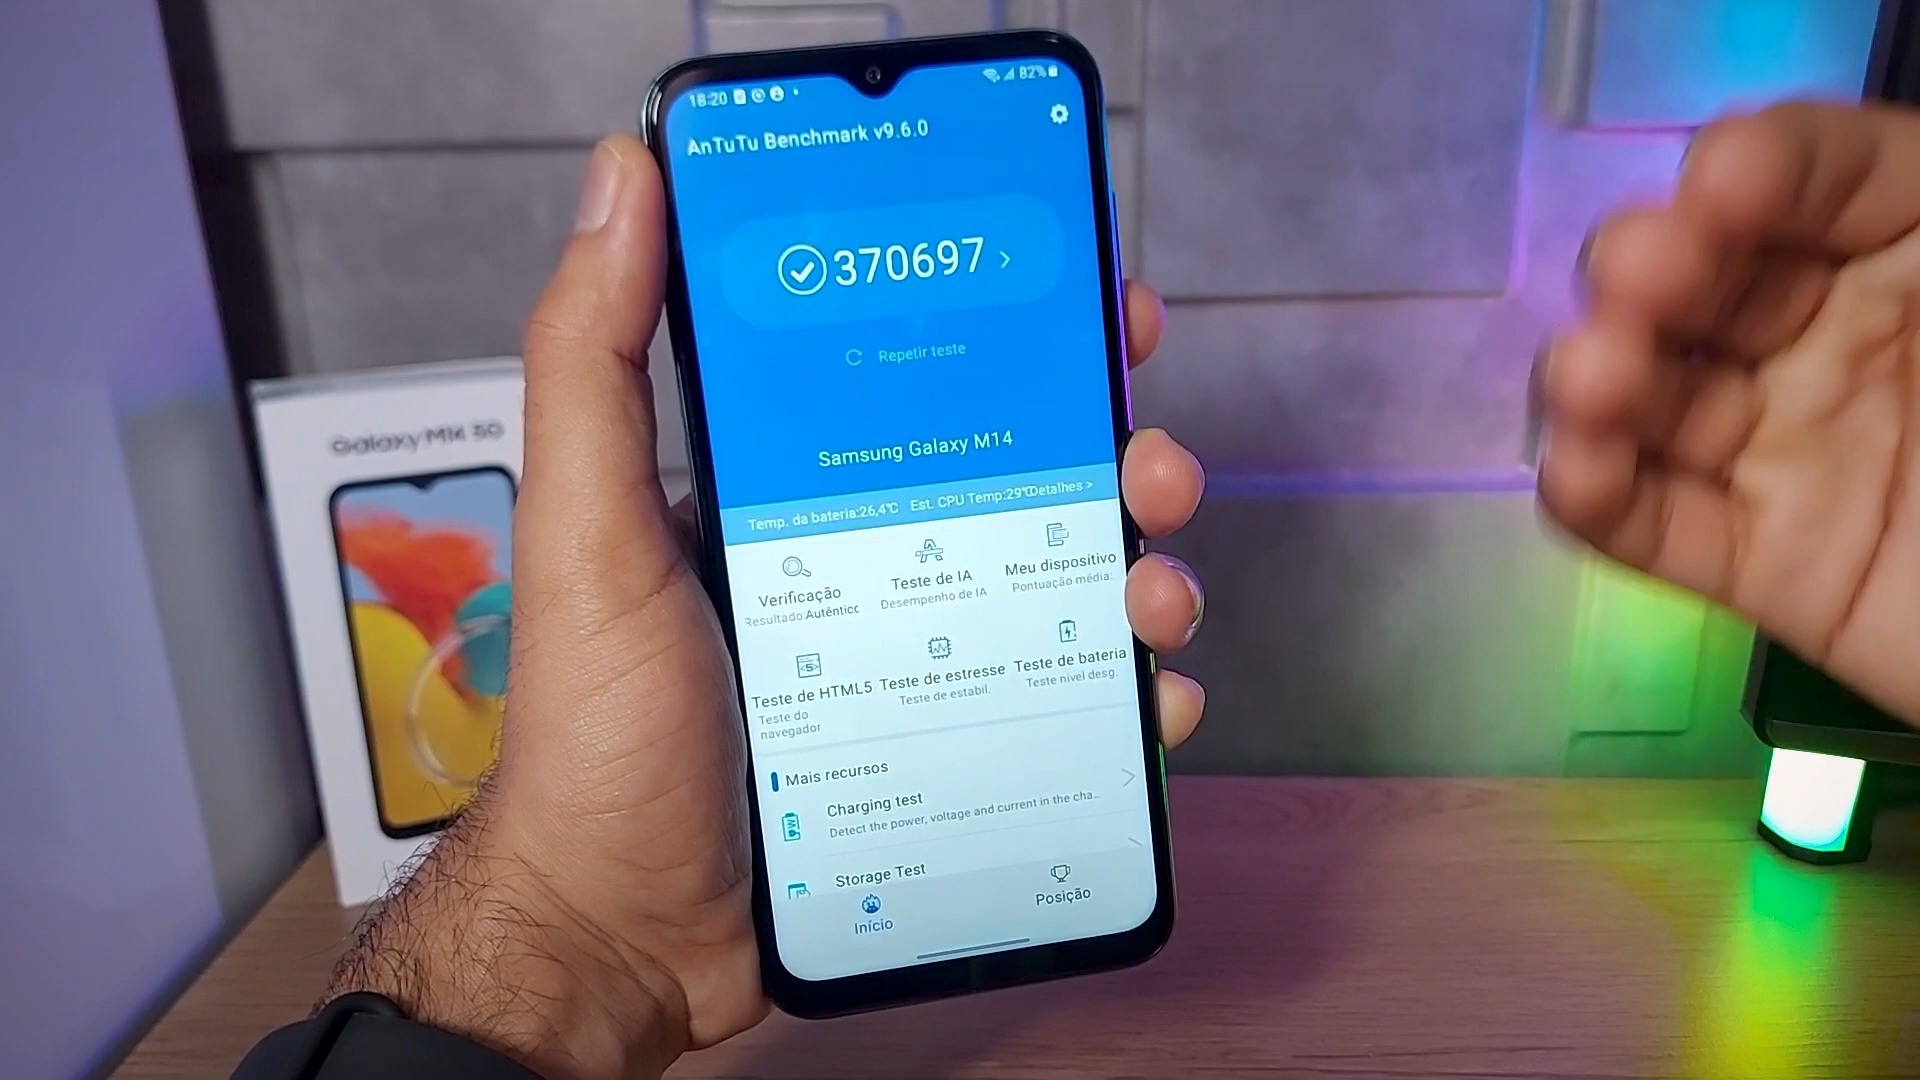 18:20
82%
AnTuTu Benchmark v9.6.0
370697
Repetir teste
Samsung Galaxy M14
Temp. da bateria:26,4℃ Est. CPU Temp:29℃ Detalhes >
Verificação
Resultado:Autêntico
Teste de IA
Desempenho de IA
Meu dispositivo
Pontuação média:
Teste de HTML5
Teste do
navegador
Teste de estresse
Teste de estabil.
Teste de bateria
Teste nível desg.
Mais recursos
Charging test
Detect the power, voltage and current in the cha...
Storage Test
Início
Posição
Galaxy M14 5G